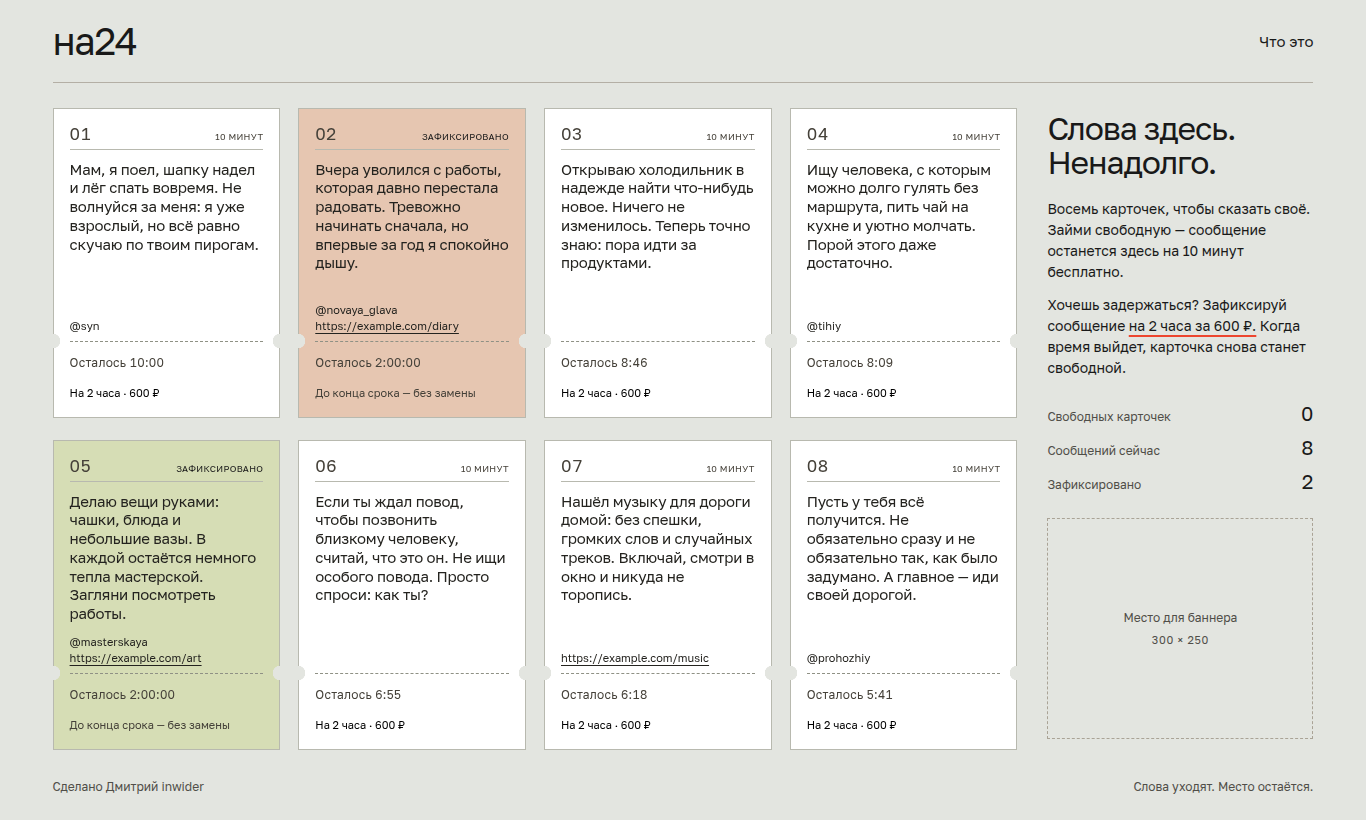 на24
Что это
01
10 МИНУТ
Мам, я поел, шапку надел
и лёг спать вовремя. Не
волнуйся за меня: я уже
взрослый, но всё равно
скучаю по твоим пирогам.
@syn
Осталось 10:00
На 2 часа · 600 ₽
02
ЗАФИКСИРОВАНО
Вчера уволился с работы,
которая давно перестала
радовать. Тревожно
начинать сначала, но
впервые за год я спокойно
дышу.
@novaya_glava
https://example.com/diary
Осталось 2:00:00
До конца срока — без замены
03
10 МИНУТ
Открываю холодильник в
надежде найти что-нибудь
новое. Ничего не
изменилось. Теперь точно
знаю: пора идти за
продуктами.
Осталось 8:46
На 2 часа · 600 ₽
04
10 МИНУТ
Ищу человека, с которым
можно долго гулять без
маршрута, пить чай на
кухне и уютно молчать.
Порой этого даже
достаточно.
@tihiy
Осталось 8:09
На 2 часа · 600 ₽
05
ЗАФИКСИРОВАНО
Делаю вещи руками:
чашки, блюда и
небольшие вазы. В
каждой остаётся немного
тепла мастерской.
Загляни посмотреть
работы.
@masterskaya
https://example.com/art
Осталось 2:00:00
До конца срока — без замены
06
10 МИНУТ
Если ты ждал повод,
чтобы позвонить
близкому человеку,
считай, что это он. Не ищи
особого повода. Просто
спроси: как ты?
Осталось 6:55
На 2 часа · 600 ₽
07
10 МИНУТ
Нашёл музыку для дороги
домой: без спешки,
громких слов и случайных
треков. Включай, смотри в
окно и никуда не
торопись.
https://example.com/music
Осталось 6:18
На 2 часа · 600 ₽
08
10 МИНУТ
Пусть у тебя всё
получится. Не
обязательно сразу и не
обязательно так, как было
задумано. А главное — иди
своей дорогой.
@prohozhiy
Осталось 5:41
На 2 часа · 600 ₽
Слова здесь.
Ненадолго.
Восемь карточек, чтобы сказать своё.
Займи свободную — сообщение
останется здесь на 10 минут
бесплатно.
Хочешь задержаться? Зафиксируй
сообщение на 2 часа за 600 ₽. Когда
время выйдет, карточка снова станет
свободной.
Свободных карточек 0
Сообщений сейчас 8
Зафиксировано 2
Место для баннера
300 × 250
Сделано Дмитрий inwider
Слова уходят. Место остаётся.